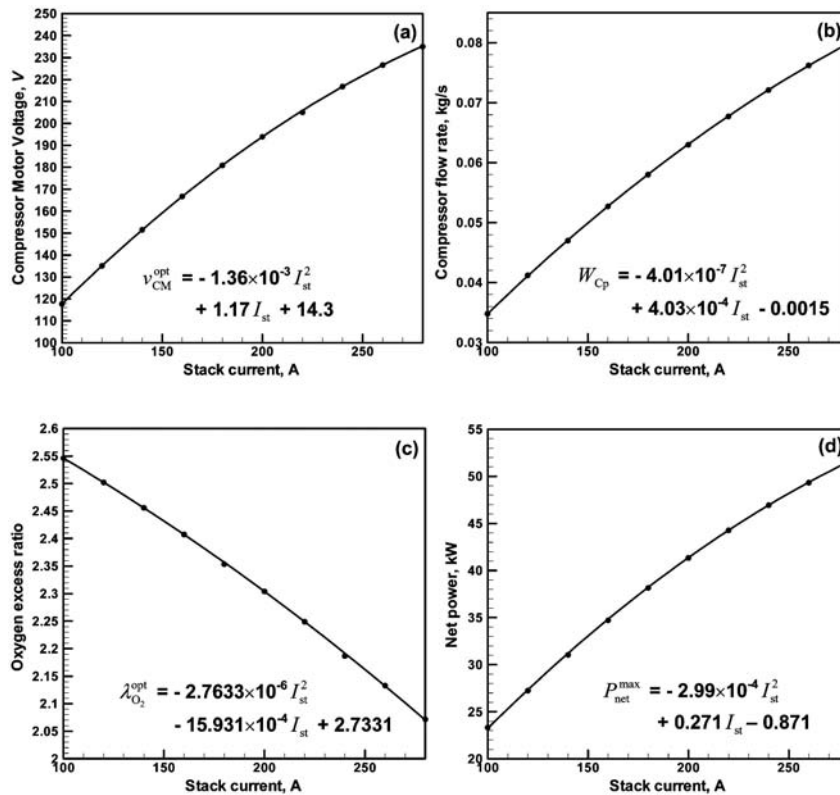 (a)
250
240
230
220
210
200
190
180
170
160
150
140
130
120
110
100
Compressor Motor Voltage, V
v_CM^opt = - 1.36×10^-3 I_st^2
+ 1.17 I_st + 14.3
100 150 200 250
Stack current, A
(b)
0.08
0.07
0.06
0.05
0.04
0.03
Compressor flow rate, kg/s
W_Cp = - 4.01×10^-7 I_st^2
+ 4.03×10^-4 I_st - 0.0015
100 150 200 250
Stack current, A
(c)
2.6
2.55
2.5
2.45
2.4
2.35
2.3
2.25
2.2
2.15
2.1
2.05
2
Oxygen excess ratio
λ_O2^opt = - 2.7633×10^-6 I_st^2
- 15.931×10^-4 I_st + 2.7331
100 150 200 250
Stack current, A
(d)
55
50
45
40
35
30
25
20
Net power, kW
P_net^max = - 2.99×10^-4 I_st^2
+ 0.271 I_st – 0.871
100 150 200 250
Stack current, A